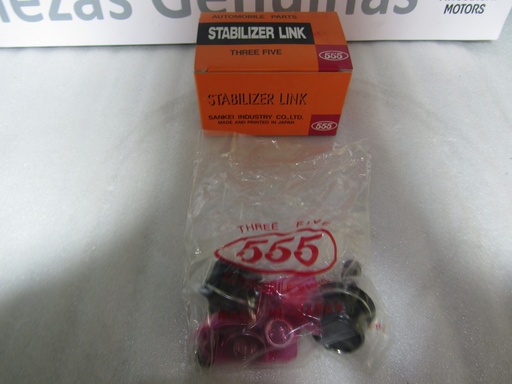 Genuinas
MOTORS
AUTOMOBILE PARTS
STABILIZER LINK
THREE FIVE
555
STABILIZER LINK
SANKEI INDUSTRY CO.,LTD.
MADE AND PRINTED IN JAPAN
555
THREE FIVE
555